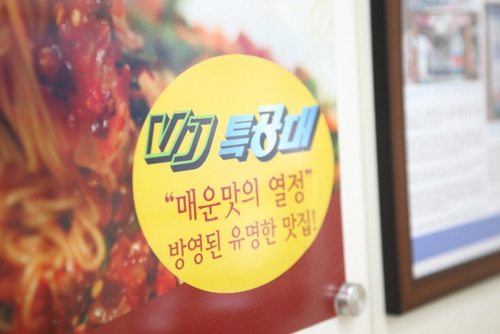 VJ 특공대
"매운맛의 열정"
방영된 유명한 맛집!